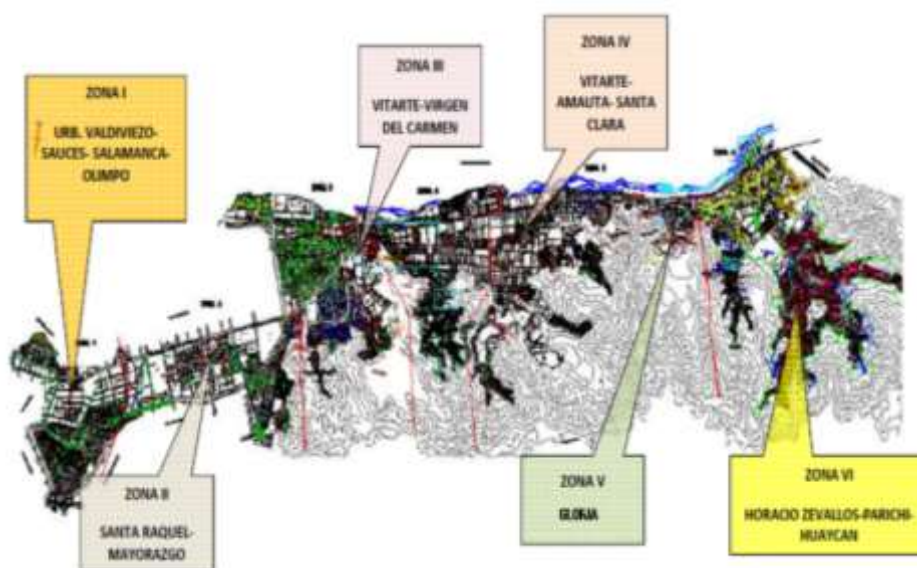 ZONA I
URB. VALDIVIEZO-
SAUCES- SALAMANCA-
OLIMPO
ZONA III
VITARTE-VIRGEN
DEL CARMEN
ZONA IV
VITARTE-
AMAUTA- SANTA
CLARA
ZONA II
SANTA RAQUEL-
MAYORAZGO
ZONA V
GLORIA
ZONA VI
HORACIO ZEVALLOS-PARICHI-
HUAYCAN